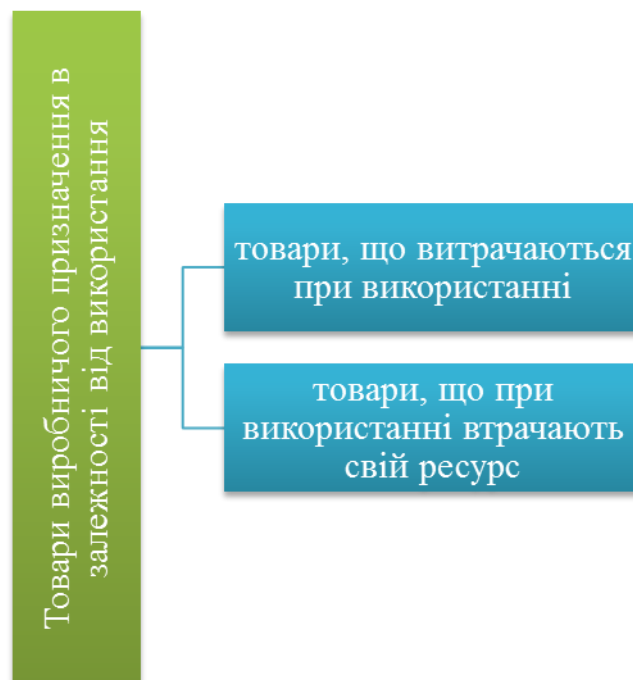 Товари виробничого призначення в
залежності від використання
товари, що витрачаються
при використанні
товари, що при
використанні втрачають
свій ресурс